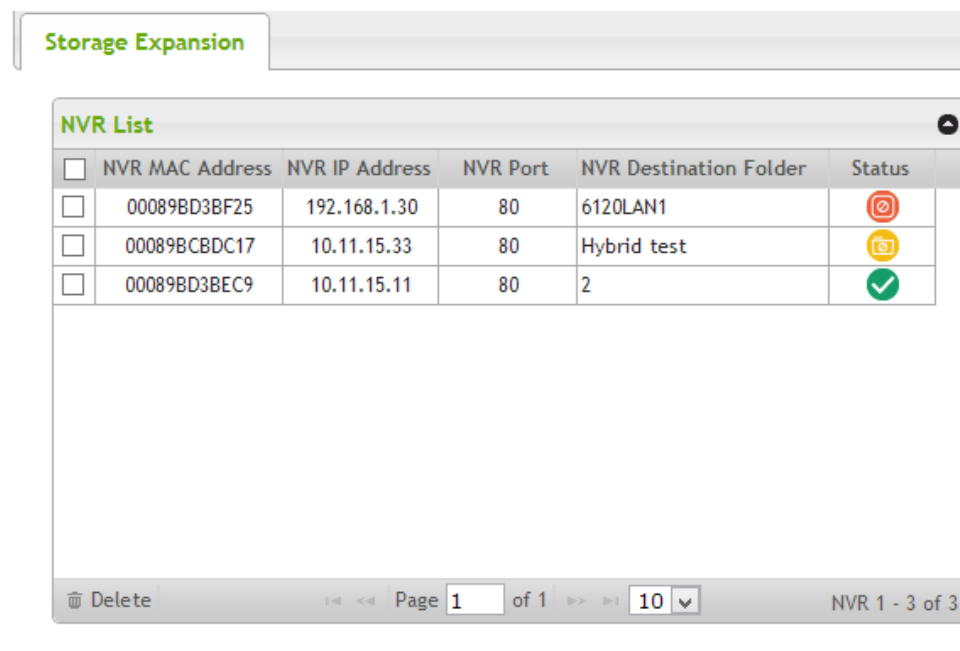 Storage Expansion
NVR List
NVR MAC Address NVR IP Address NVR Port NVR Destination Folder Status
00089BD3BF25 192.168.1.30 80 6120LAN1
00089BCBDC17 10.11.15.33 80 Hybrid test
00089BD3BEC9 10.11.15.11 80 2
Delete Page 1 of 1 10 NVR 1 - 3 of 3